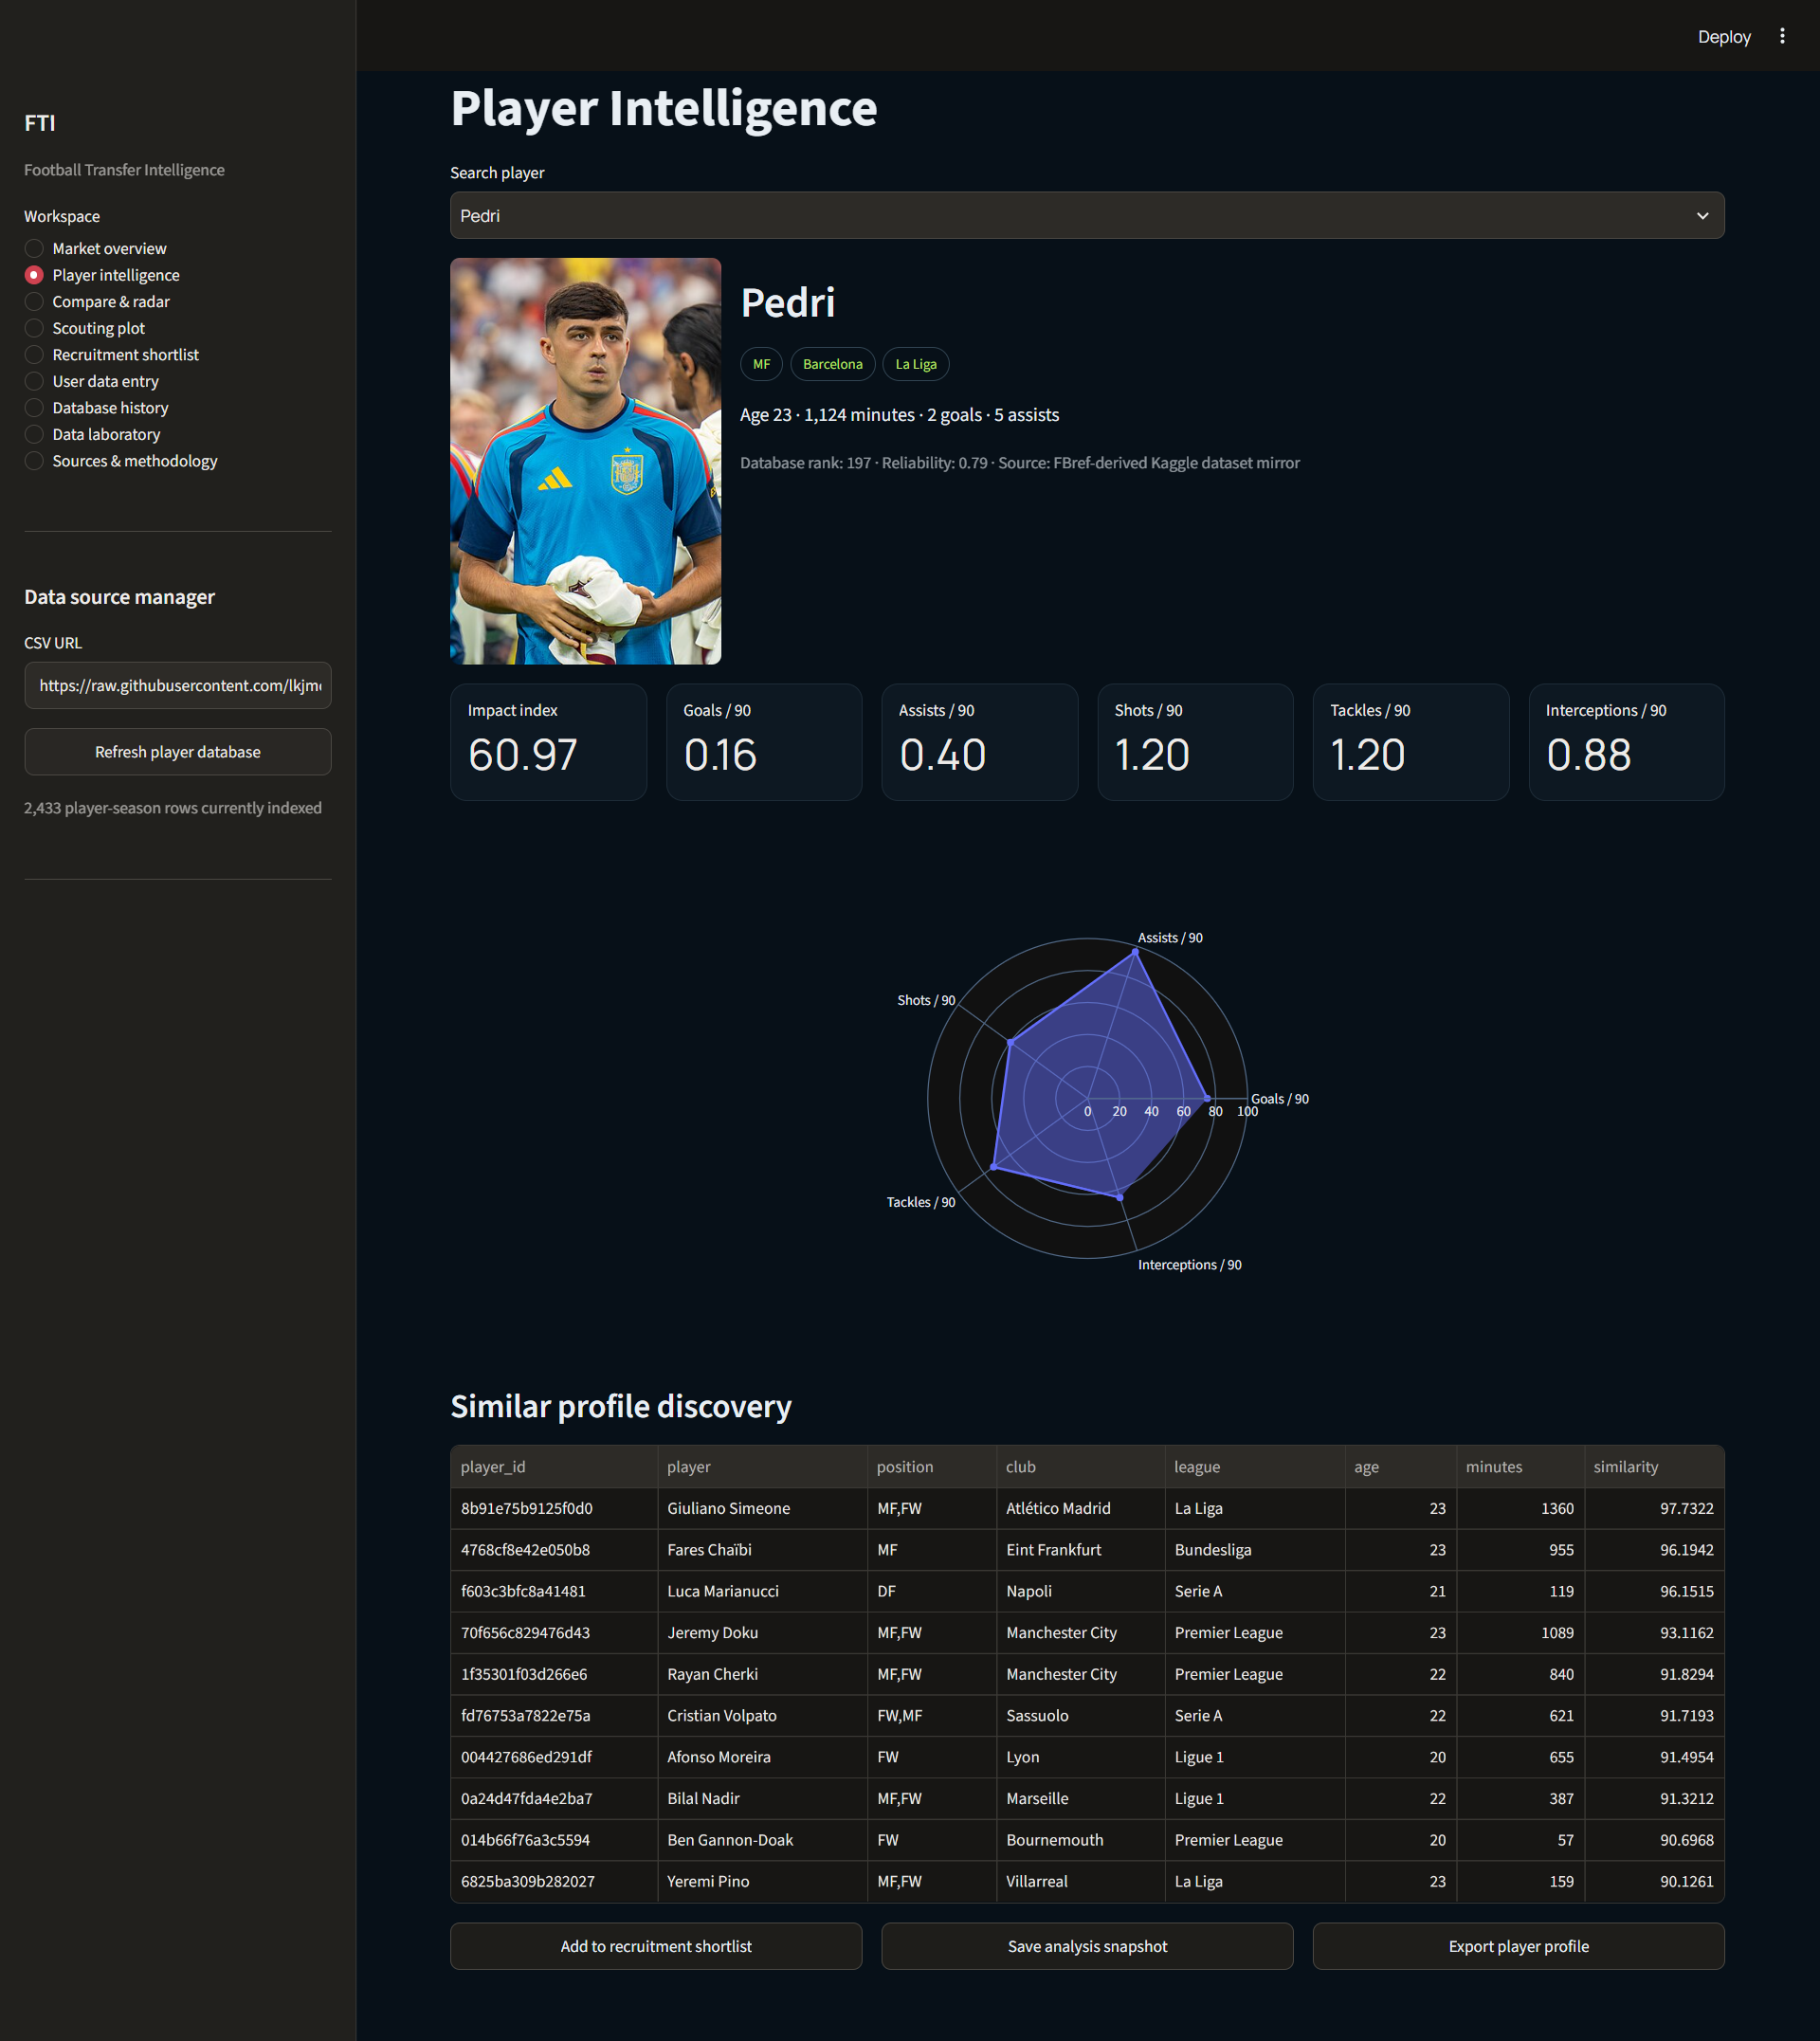 Deploy
FTI
Football Transfer Intelligence
Workspace
Market overview
Player intelligence
Compare & radar
Scouting plot
Recruitment shortlist
User data entry
Database history
Data laboratory
Sources & methodology
Data source manager
CSV URL
https://raw.githubusercontent.com/lkjm
Refresh player database
2,433 player-season rows currently indexed
Player Intelligence
Search player
Pedri
Pedri
MF Barcelona La Liga
Age 23 · 1,124 minutes · 2 goals · 5 assists
Database rank: 197 · Reliability: 0.79 · Source: FBref-derived Kaggle dataset mirror
Impact index Goals / 90 Assists / 90 Shots / 90 Tackles / 90 Interceptions / 90
60.97 0.16 0.40 1.20 1.20 0.88
Assists / 90
Shots / 90
Goals / 90
0 20 40 60 80 100
Tackles / 90
Interceptions / 90
Similar profile discovery
player_id player position club league age minutes similarity
8b91e75b9125f0d0 Giuliano Simeone MF,FW Atlético Madrid La Liga 23 1360 97.7322
4768cf8e42e050b8 Fares Chaïbi MF Eint Frankfurt Bundesliga 23 955 96.1942
f603c3bfc8a41481 Luca Marianucci DF Napoli Serie A 21 119 96.1515
70f656c829476d43 Jeremy Doku MF,FW Manchester City Premier League 23 1089 93.1162
1f35301f03d266e6 Rayan Cherki MF,FW Manchester City Premier League 22 840 91.8294
fd76753a7822e75a Cristian Volpato FW,MF Sassuolo Serie A 22 621 91.7193
004427686ed291df Afonso Moreira FW Lyon Ligue 1 20 655 91.4954
0a24d47fda4e2ba7 Bilal Nadir MF,FW Marseille Ligue 1 22 387 91.3212
014b66f76a3c5594 Ben Gannon-Doak FW Bournemouth Premier League 20 57 90.6968
6825ba309b282027 Yeremi Pino MF,FW Villarreal La Liga 23 159 90.1261
Add to recruitment shortlist Save analysis snapshot Export player profile